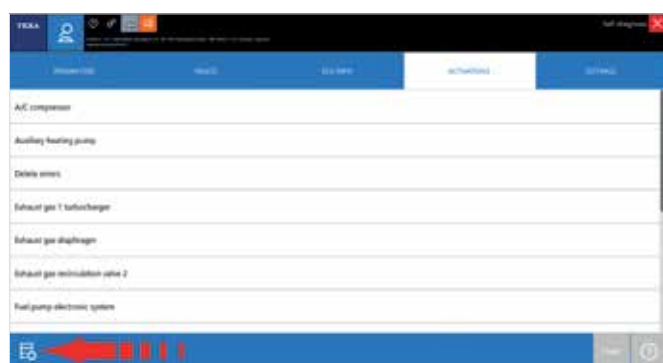 TEXA
Self-diagnosis
PARAMETERS FAULTS ECU INFO ACTIVATIONS SETTINGS
A/C compressor
Auxiliary heating pump
Delete errors
Exhaust gas 1 turbocharger
Exhaust gas diaphragm
Exhaust gas recirculation valve 2
Fuel pump electronic system